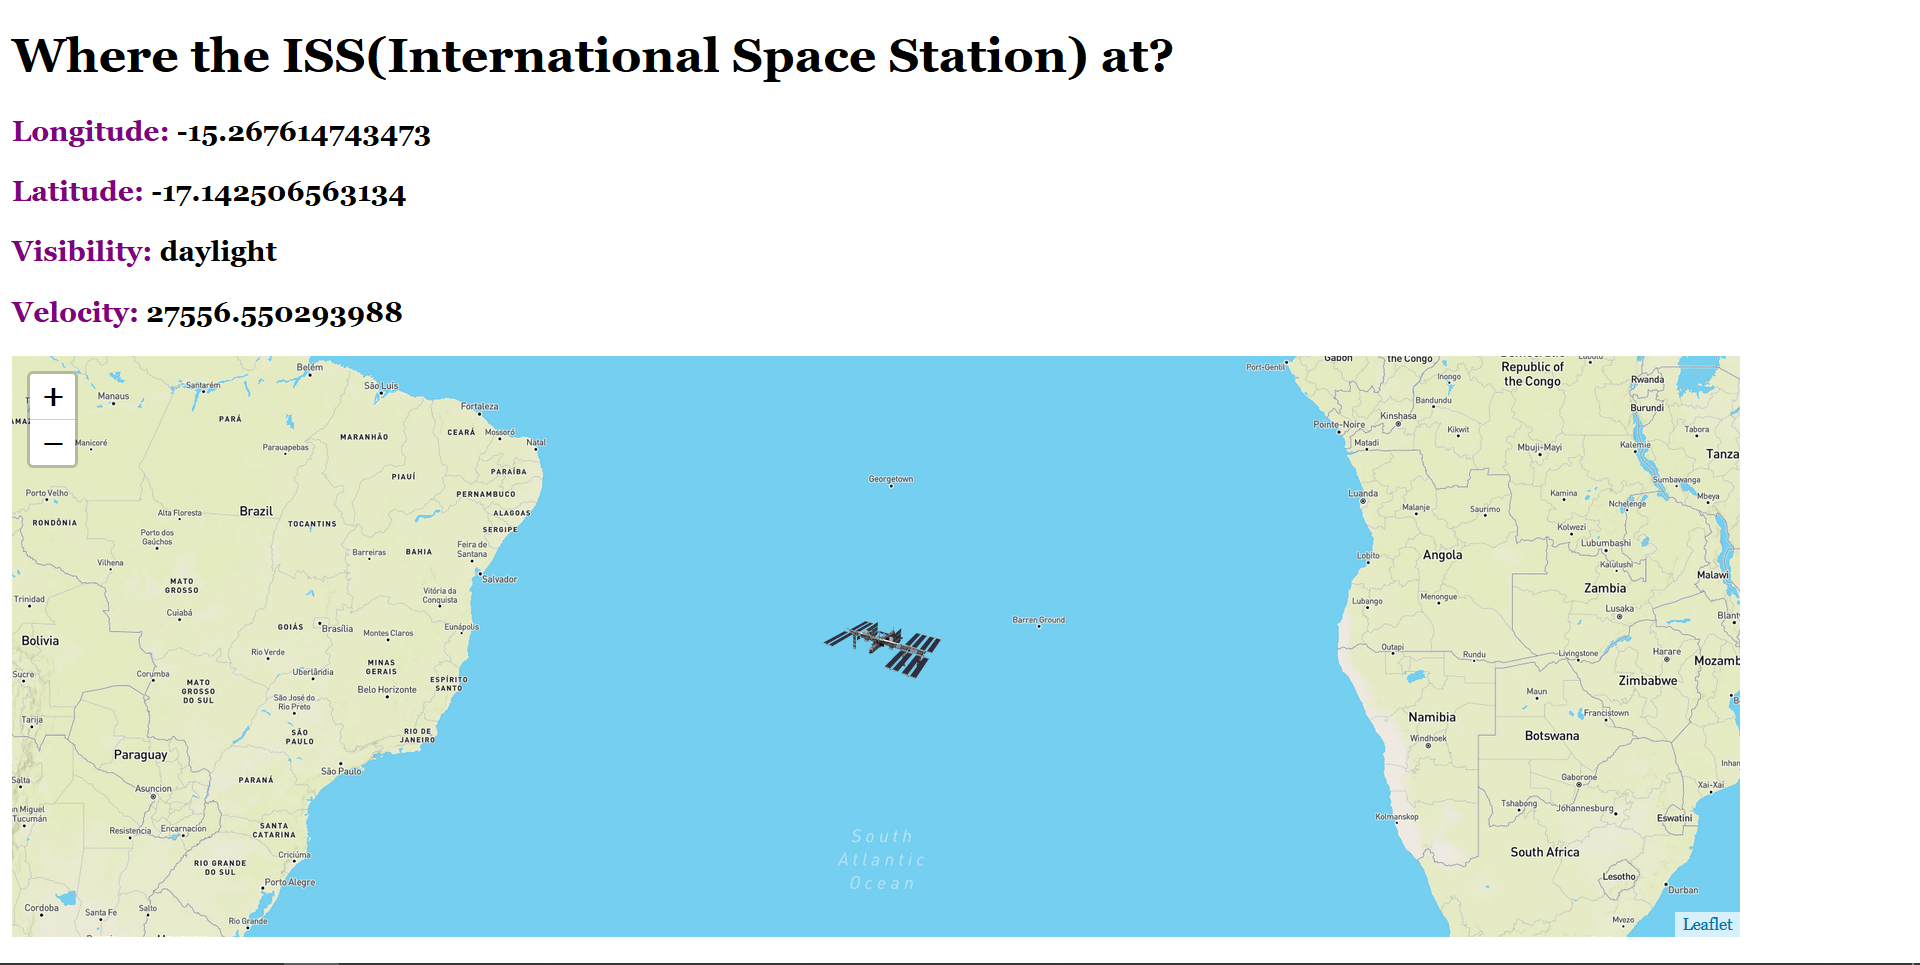 Where the ISS(International Space Station) at?
Longitude: -15.267614743473
Latitude: -17.142506563134
Visibility: daylight
Velocity: 27556.550293988
+
−
Belém
Santarém
Manaus
São Luis
Fortaleza
PARÁ
MARANHÃO
CEARÁ
Mossoró
Natal
Manicoré
Parauapebas
PIAUÍ
PARAÍBA
Porto Velho
PERNAMBUCO
Alta Floresta
Brazil
ALAGOAS
RONDÔNIA
TOCANTINS
SERGIPE
Porto dos
Gaúchos
Barreiras
BAHIA
Feira de
Santana
Vilhena
Salvador
MATO
GROSSO
Trinidad
Vitória da
Conquista
Cuiabá
GOIÁS
Brasília
Montes Claros
Eunápolis
Bolivia
Rio Verde
Sucre
Corumba
Uberlândia
MINAS
GERAIS
MATO
GROSSO
DO SUL
Belo Horizonte
ESPÍRITO
SANTO
São José do
Rio Preto
Tarija
SÃO
PAULO
RIO DE
JANEIRO
Paraguay
São Paulo
Salta
PARANÁ
Asuncion
n Miguel
Tucumán
Resistencia
Encarnacion
SANTA
CATARINA
RIO GRANDE
DO SUL
Criciúma
Porto Alegre
Cordoba
Santa Fe
Salto
Rio Grande
Georgetown
Barren Ground
South
Atlantic
Ocean
Port-Gentil
Gabon
the Congo
Republic of
the Congo
Inongo
Rwanda
Bandundu
Burundi
Kinshasa
Pointe-Noire
Kikwit
Tabora
Matadi
Mbuji-Mayi
Kalemie
Tanza
Sumbawanga
Luanda
Kamina
Mbeya
Malanje
Saurimo
Nchelenge
Kolwezi
Lobito
Angola
Lubumbashi
Kalulushi
Malawi
Zambia
Lubango
Menongue
Lusaka
Blanty
Outapi
Rundu
Livingstone
Harare
Mozamb
Zimbabwe
Maun
Namibia
Francistown
Windhoek
Botswana
Inhan
Gaborone
Xai-Xai
Tshabong
Johannesburg
Kolmanskop
Eswatini
South Africa
Lesotho
Durban
Mvezo
Leaflet